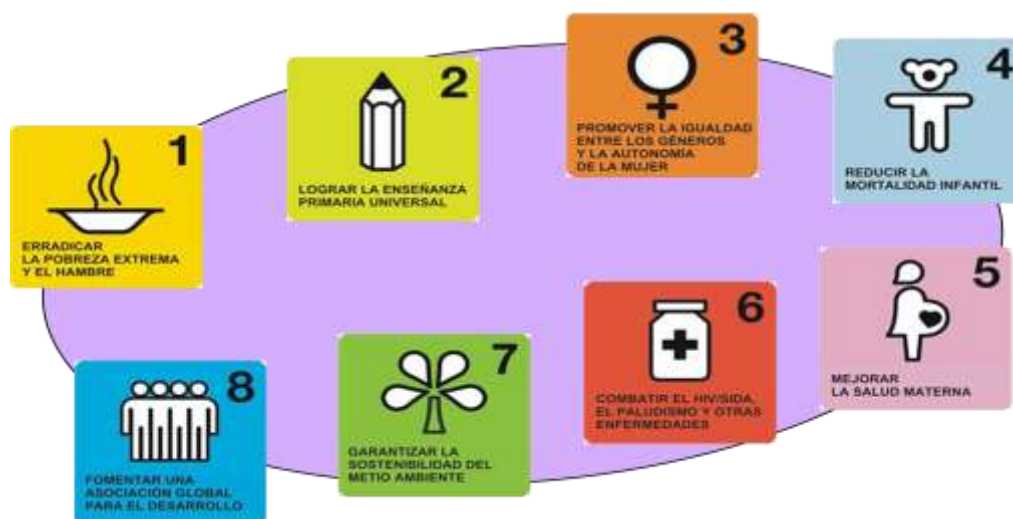 1
ERRADICAR
LA POBREZA EXTREMA
Y EL HAMBRE
2
LOGRAR LA ENSEÑANZA
PRIMARIA UNIVERSAL
3
PROMOVER LA IGUALDAD
ENTRE LOS GÉNEROS
Y LA AUTONOMÍA
DE LA MUJER
4
REDUCIR LA
MORTALIDAD INFANTIL
5
MEJORAR
LA SALUD MATERNA
6
COMBATIR EL HIV/SIDA,
EL PALUDISMO Y OTRAS
ENFERMEDADES
7
GARANTIZAR LA
SOSTENIBILIDAD DEL
METIO AMBIENTE
8
FOMENTAR UNA
ASOCIACIÓN GLOBAL
PARA EL DESARROLLO